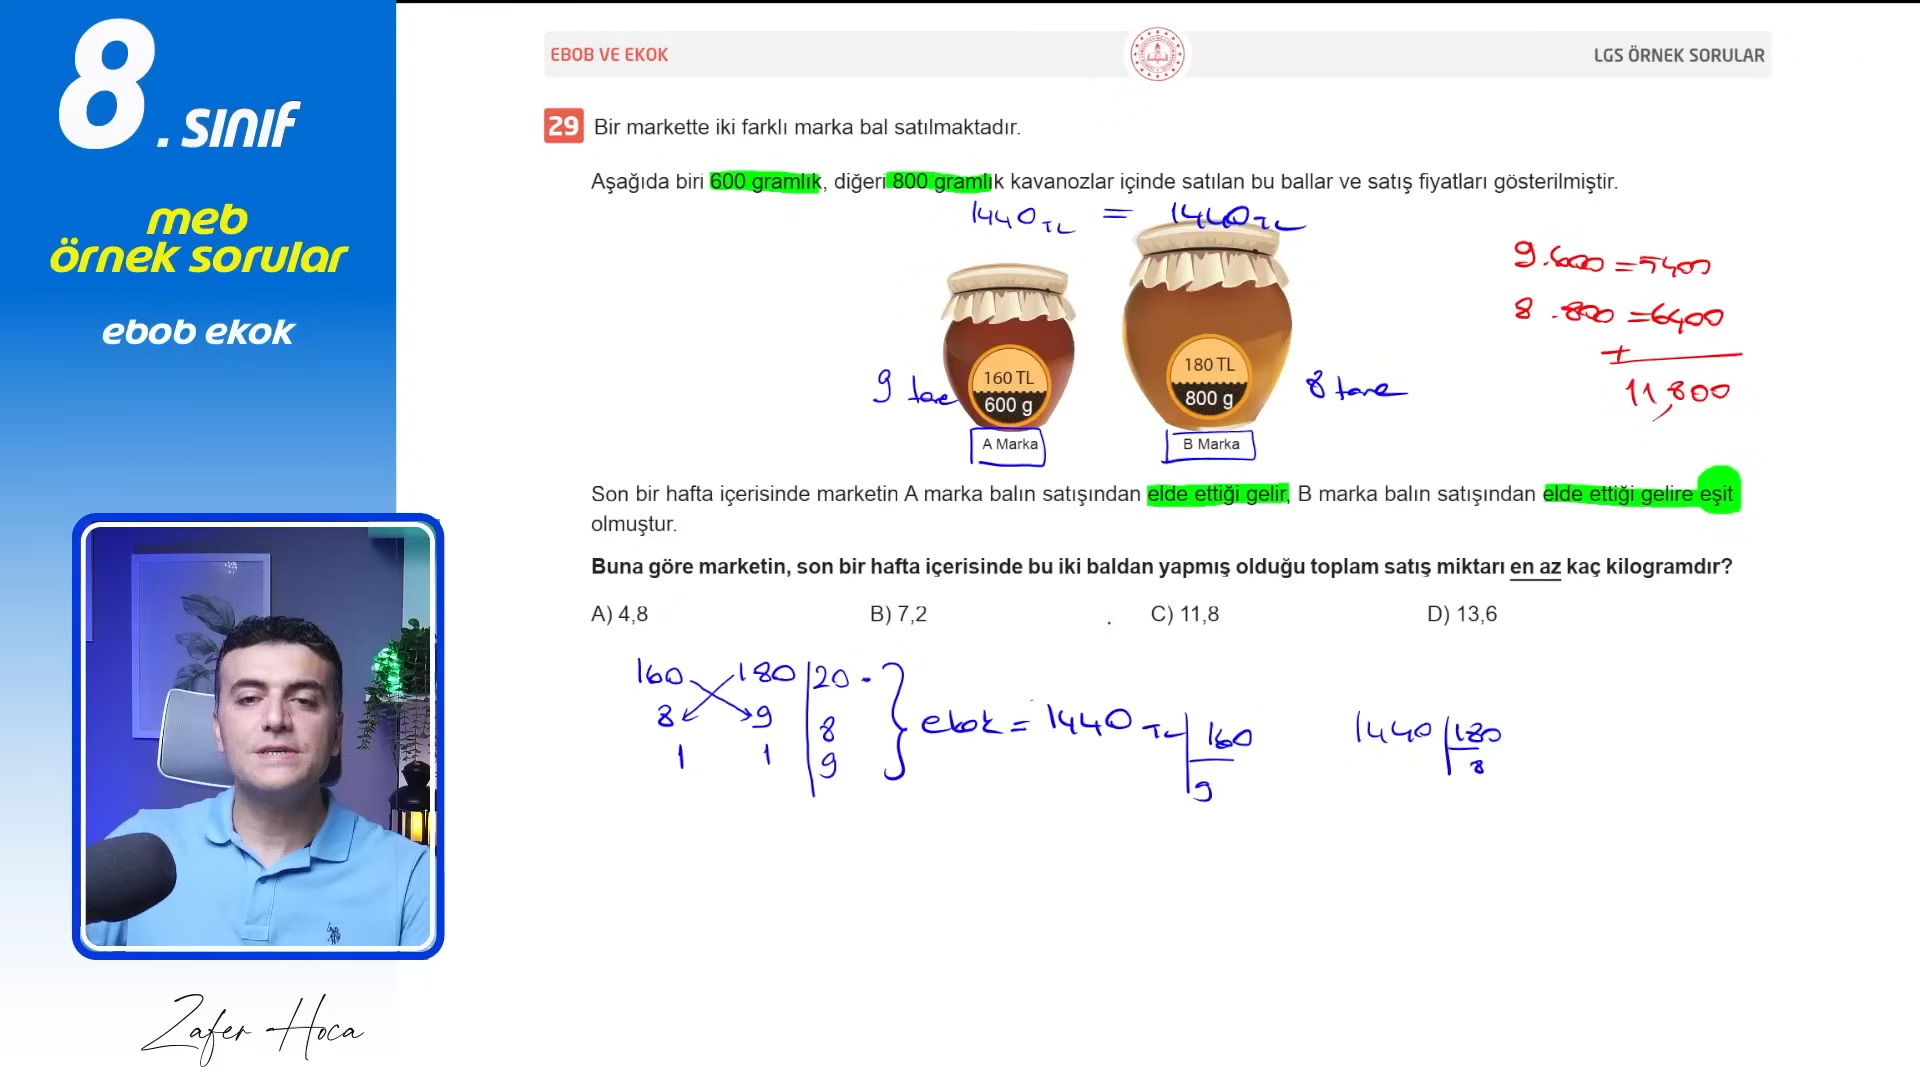 8. sınıf
meb
örnek sorular
ebob ekok
EBOB VE EKOK
LGS ÖRNEK SORULAR
29 Bir markette iki farklı marka bal satılmaktadır.
Aşağıda biri 600 gramlık, diğeri 800 gramlık kavanozlar içinde satılan bu ballar ve satış fiyatları gösterilmiştir.
1440 TL = 1440 TL
9.600 = 5400
8.800 = 6400
+
11,800
9 tane
160 TL
600 g
A Marka
180 TL
800 g
B Marka
8 tane
Son bir hafta içerisinde marketin A marka balın satışından elde ettiği gelir, B marka balın satışından elde ettiği gelire eşit
olmuştur.
Buna göre marketin, son bir hafta içerisinde bu iki baldan yapmış olduğu toplam satış miktarı en az kaç kilogramdır?
A) 4,8 B) 7,2 C) 11,8 D) 13,6
160 180 | 20
8 9 | 8
1 1 | 9
ekok = 1440 TL | 160
9
1440 | 180
8
Zafer Hoca